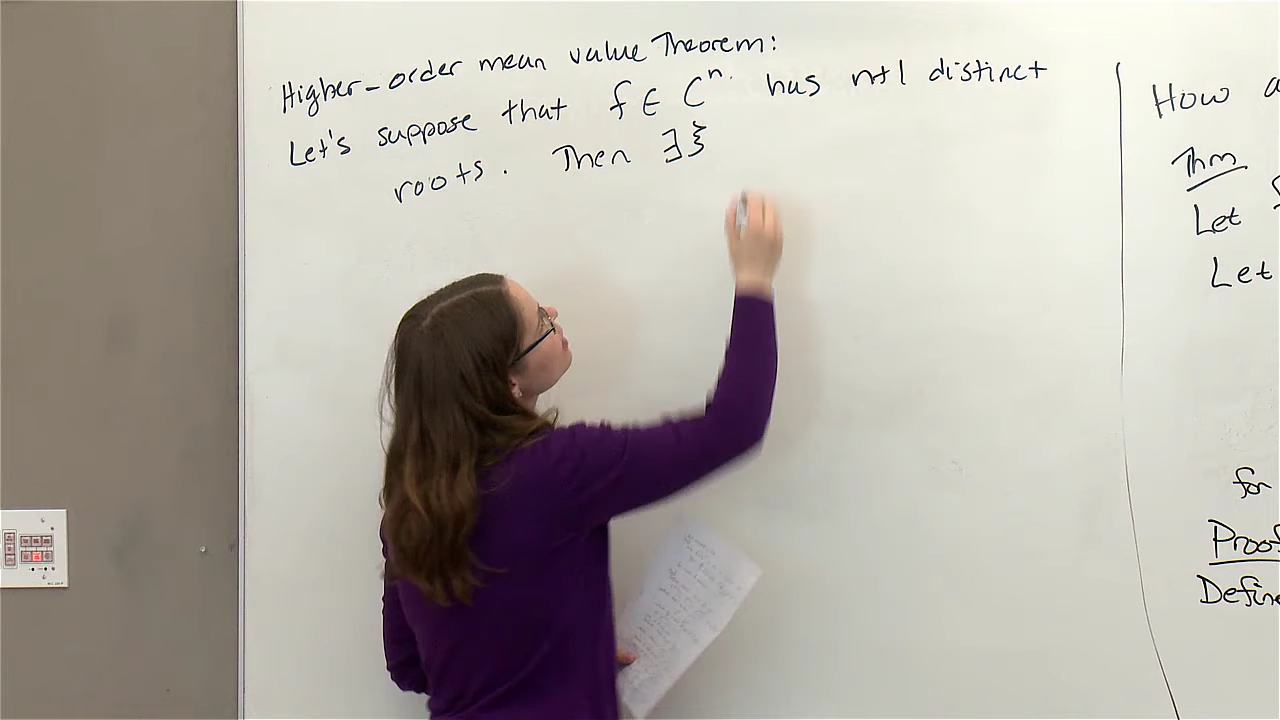 Higher-order mean value Theorem:
Let's suppose that f ∈ Cⁿ has n+1 distinct
roots. Then ∃ ξ
How a
Thm
Let
Let
for
Proof
Define